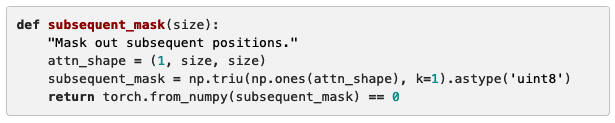 def subsequent_mask(size):
    "Mask out subsequent positions."
    attn_shape = (1, size, size)
    subsequent_mask = np.triu(np.ones(attn_shape), k=1).astype('uint8')
    return torch.from_numpy(subsequent_mask) == 0